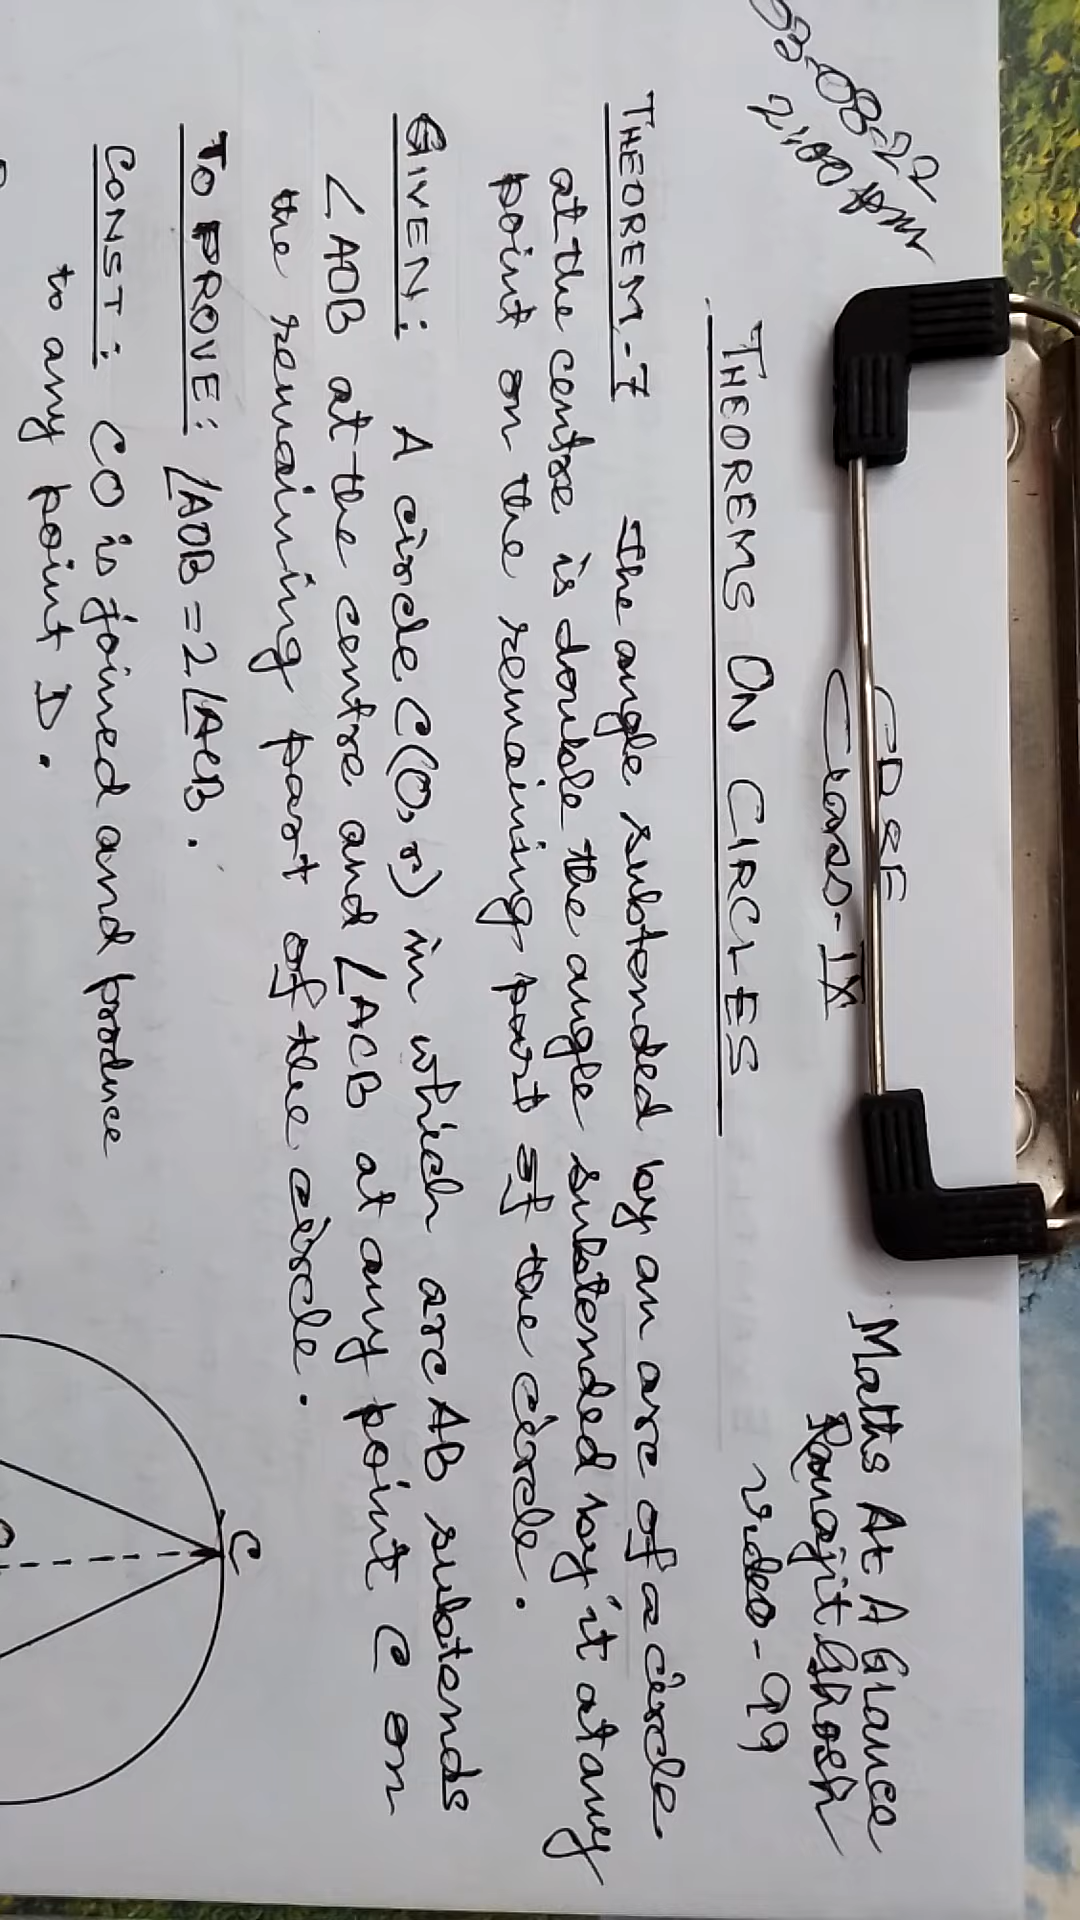 2:00 pm
CBSE
Class-IX
Maths At A Glance
Ranajit Ghosh
Video-99
THEOREMS ON CIRCLES
THEOREM-7 The angle subtended by an arc of a circle
at the centre is double the angle subtended by it at any
point on the remaining part of the circle.
GIVEN: A circle C(O,r) in which arc AB subtends
∠AOB at the centre and ∠ACB at any point C on
the remaining part of the circle.
TO PROVE: ∠AOB = 2∠ACB.
CONST: CO is joined and produce
to any point D.
C